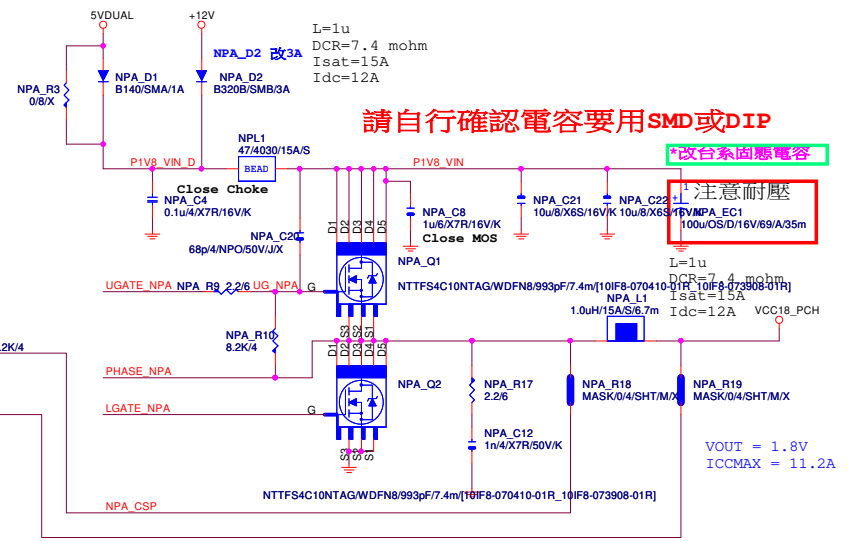 5VDUAL
+12V
L=1u
DCR=7.4 mohm
Isat=15A
Idc=12A
NPA_D2 改3A
NPA_R3
0/8/X
NPA_D1
B140/SMA/1A
NPA_D2
B320B/SMB/3A
請自行確認電容要用SMD或DIP
*改台系固態電容
P1V8_VIN_D
NPL1
47/4030/15A/S
BEAD
Close Choke
P1V8_VIN
NPA_C4
0.1u/4/X7R/16V/K
NPA_C20
68p/4/NPO/50V/J/X
D1
D2
D3
D4
D5
NPA_C8
1u/6/X7R/16V/K
Close MOS
NPA_C21
10u/8/X6S/16V/K
NPA_C22
10u/8/X6S/16V/K
1
+
注意耐壓
NPA_EC1
100u/OS/D/16V/69/A/35m
UGATE_NPA
NPA_R9
2.2/6
UG_NPA
G
NPA_Q1
NTTFS4C10NTAG/WDFN8/993pF/7.4m/[10IF8-070410-01R_10IF8-073908-01R]
S3
S2
S1
L=1u
DCR=7.4 mohm
Isat=15A
Idc=12A
NPA_L1
1.0uH/15A/S/6.7m
VCC18_PCH
NPA_R10
8.2K/4
.2K/4
PHASE_NPA
D1
D2
D3
D4
D5
LGATE_NPA
G
NPA_Q2
S3
S2
S1
NPA_R17
2.2/6
NPA_C12
1n/4/X7R/50V/K
NPA_R18
MASK/0/4/SHT/M/X
NPA_R19
MASK/0/4/SHT/M/X
VOUT = 1.8V
ICCMAX = 11.2A
NTTFS4C10NTAG/WDFN8/993pF/7.4m/[10IF8-070410-01R_10IF8-073908-01R]
NPA_CSP